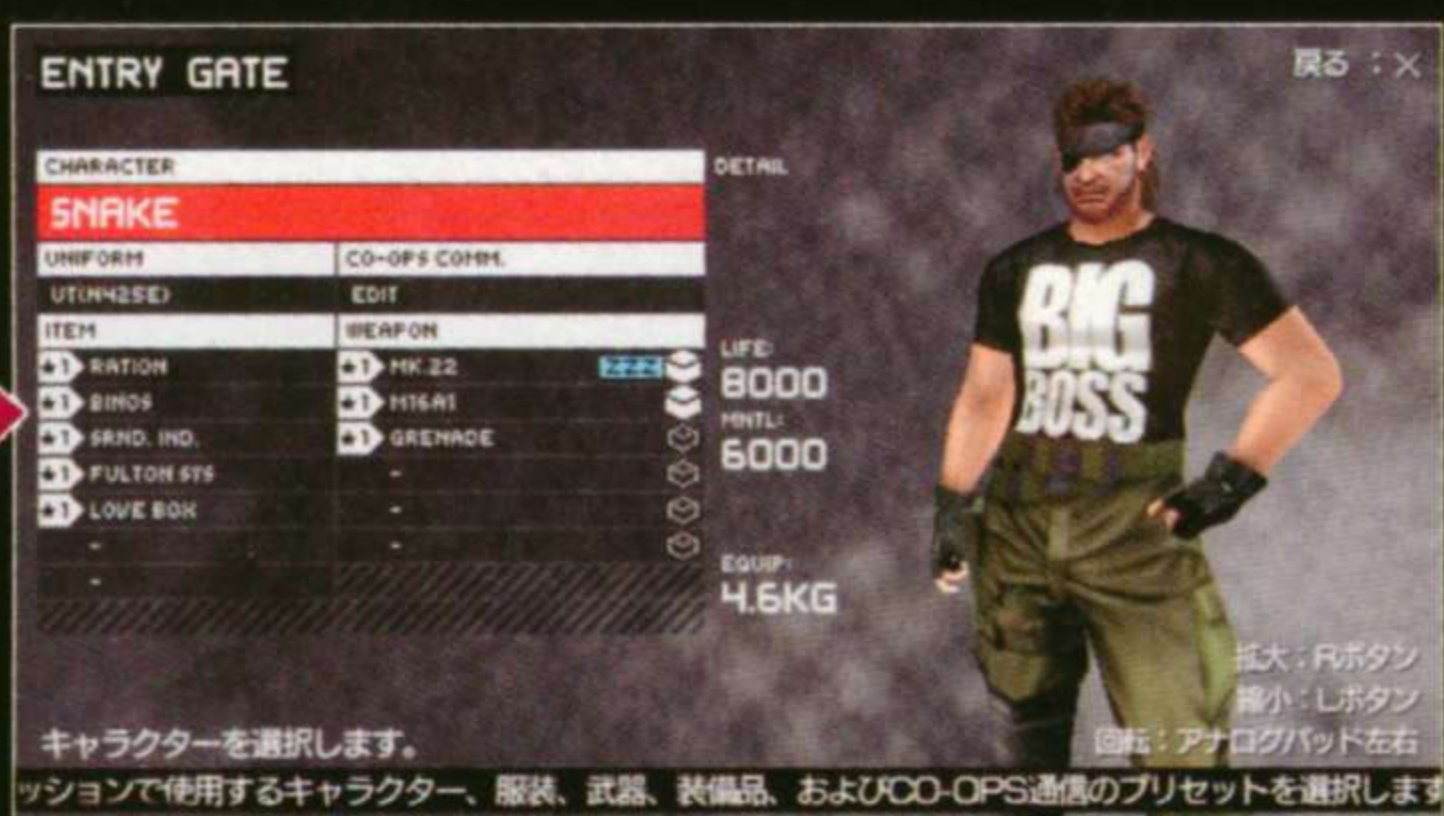 ENTRY GATE
戻る：×
CHARACTER
DETAIL
SNAKE
UNIFORM
CO-OPS COMM.
UT(N425E)
EDIT
ITEM
WEAPON
★1 RATION
★1 MK.22 ZZZ
★1 BINOS
★1 M16A1
★1 SRND. IND.
★1 GRENADE
★1 FULTON SYS
-
★1 LOVE BOX
-
-
-
-
LIFE:
8000
MNTL:
6000
EQUIP:
4.6KG
BIG
BOSS
拡大：Rボタン
縮小：Lボタン
回転：アナログパッド左右
キャラクターを選択します。
ッションで使用するキャラクター、服装、武器、装備品、およびCO-OPS通信のプリセットを選択します